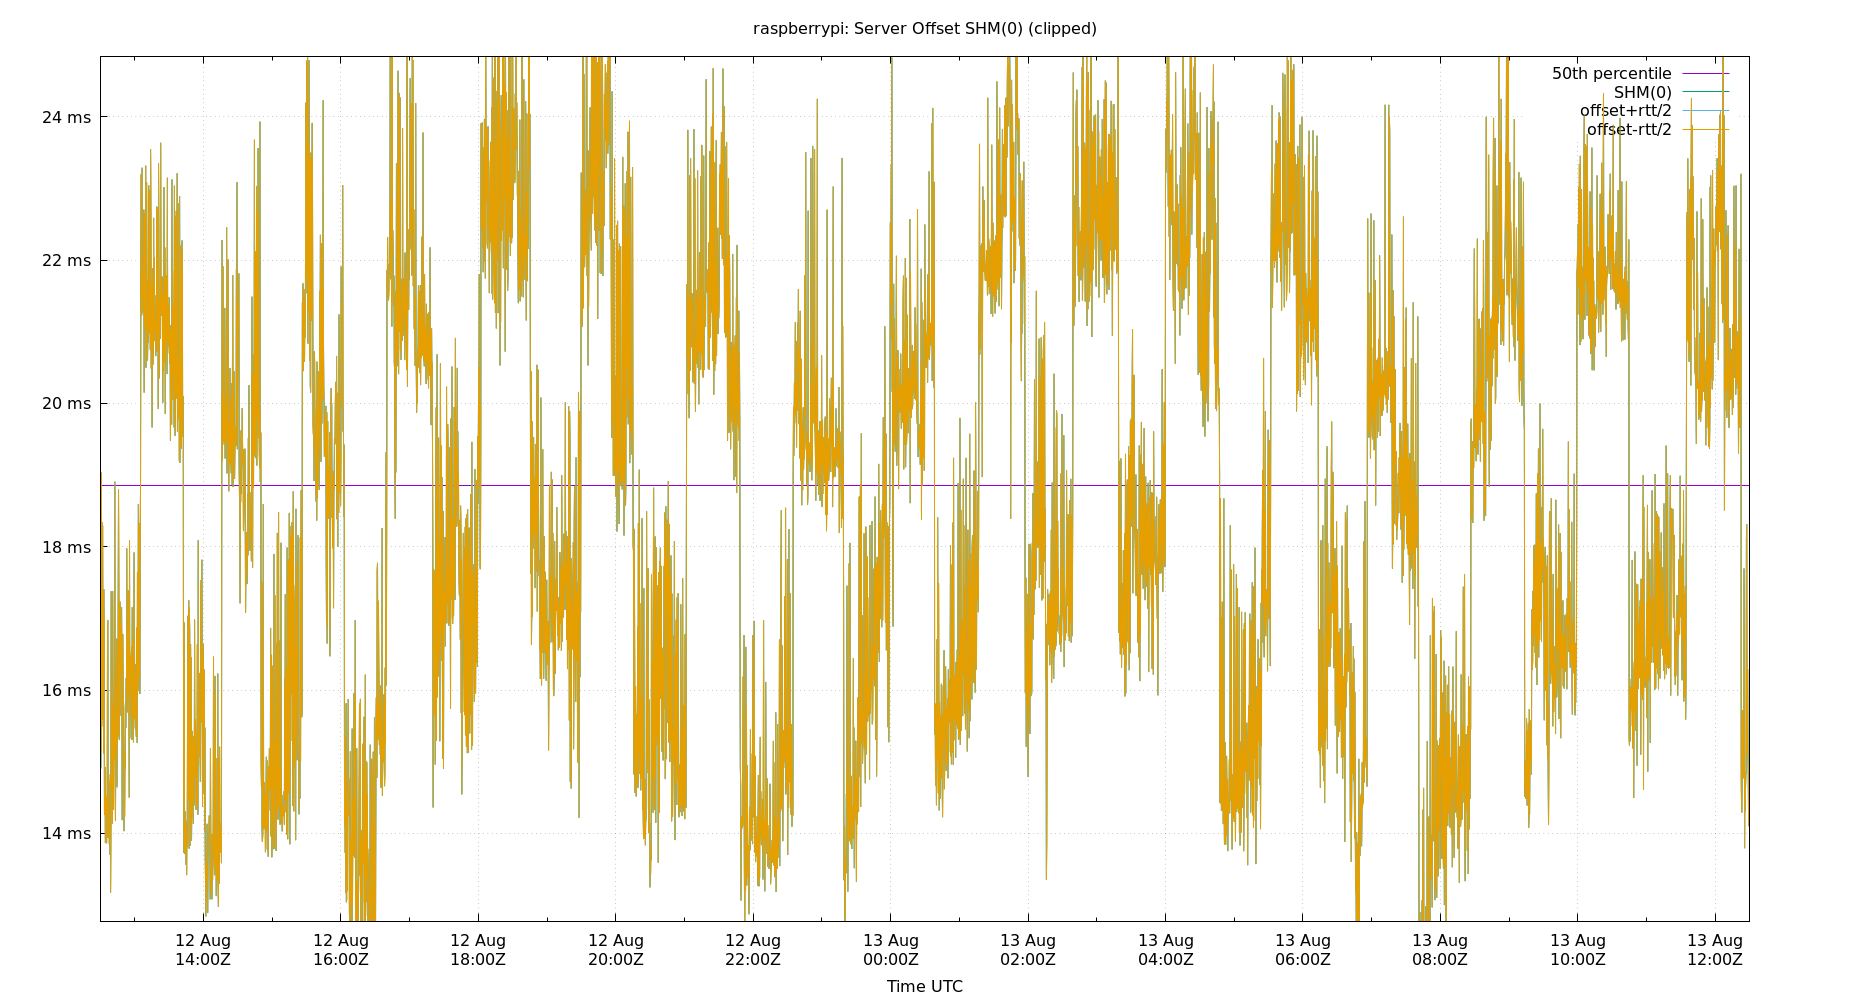 raspberrypi: Server Offset SHM(0) (clipped)
50th percentile
SHM(0)
offset+rtt/2
offset-rtt/2
24 ms
22 ms
20 ms
18 ms
16 ms
14 ms
12 Aug 12 Aug 12 Aug 12 Aug 12 Aug 13 Aug 13 Aug 13 Aug 13 Aug 13 Aug 13 Aug 13 Aug
14:00Z 16:00Z 18:00Z 20:00Z 22:00Z 00:00Z 02:00Z 04:00Z 06:00Z 08:00Z 10:00Z 12:00Z
Time UTC